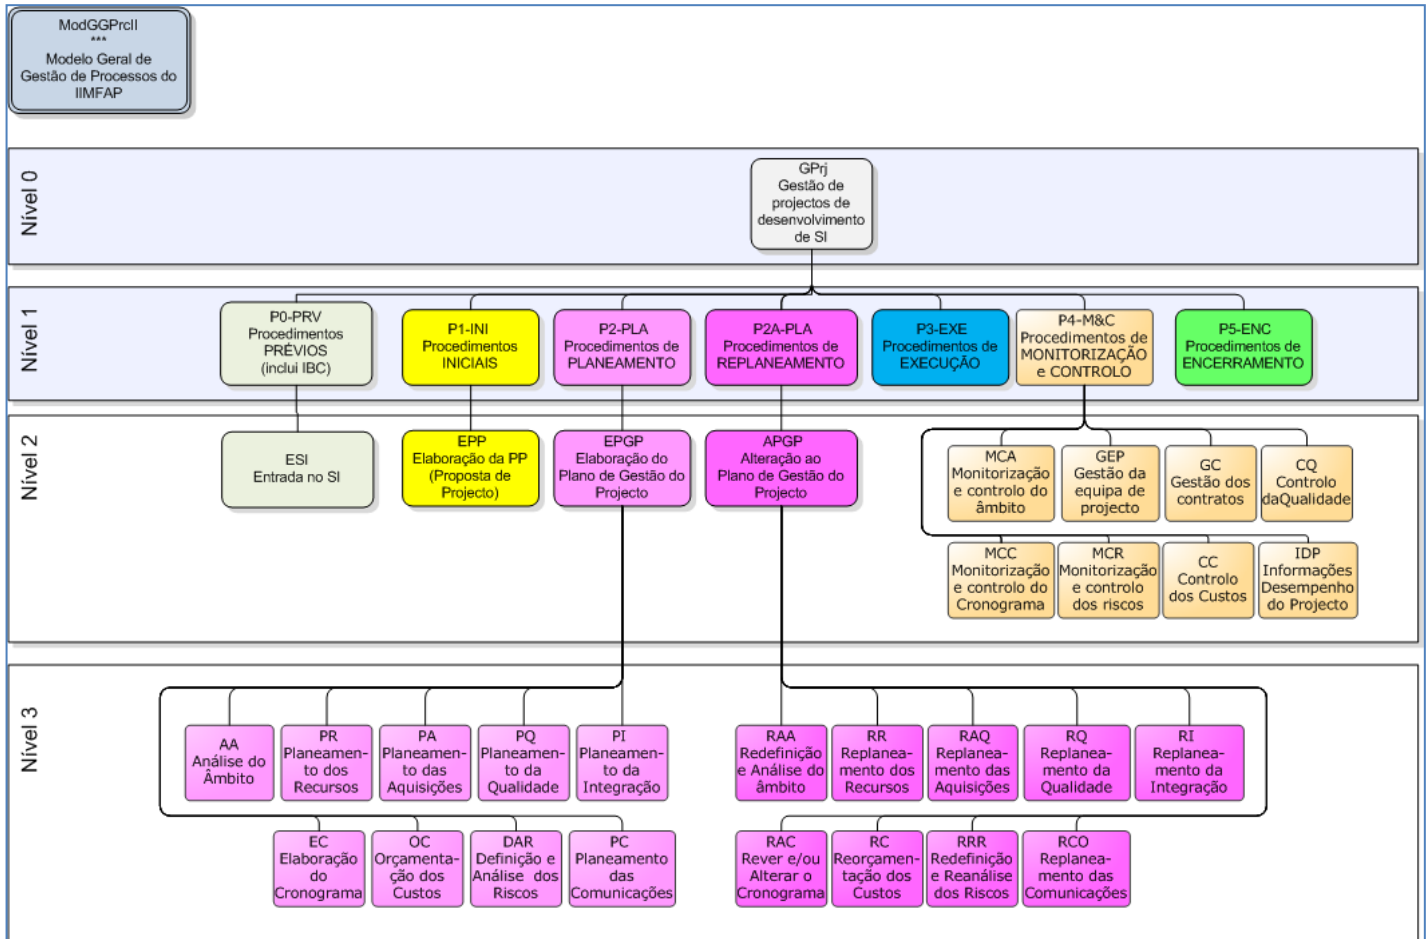 ModGGPrcII
***
Modelo Geral de
Gestão de Processos do
IIMFAP
Nível 0
GPrj
Gestão de
projectos de
desenvolvimento
de SI
Nível 1
P0-PRV
Procedimentos
PRÉVIOS
(inclui IBC)
P1-INI
Procedimentos
INICIAIS
P2-PLA
Procedimentos de
PLANEAMENTO
P2A-PLA
Procedimentos de
REPLANEAMENTO
P3-EXE
Procedimentos de
EXECUÇÃO
P4-M&C
Procedimentos de
MONITORIZAÇÃO
e CONTROLO
P5-ENC
Procedimentos de
ENCERRAMENTO
Nível 2
ESI
Entrada no SI
EPP
Elaboração da PP
(Proposta de
Projecto)
EPGP
Elaboração do
Plano de Gestão do
Projecto
APGP
Alteração ao
Plano de Gestão do
Projecto
MCA
Monitorização
e controlo do
âmbito
GEP
Gestão da
equipa de
projecto
GC
Gestão dos
contratos
CQ
Controlo
daQualidade
MCC
Monitorização
e controlo do
Cronograma
MCR
Monitorização
e controlo
dos riscos
CC
Controlo
dos Custos
IDP
Informações
Desempenho
do Projecto
Nível 3
AA
Análise do
Âmbito
PR
Planeamen-
to dos
Recursos
PA
Planeamen-
to das
Aquisições
PQ
Planeamen-
to da
Qualidade
PI
Planeamen-
to da
Integração
RAA
Redefinição
e Análise do
âmbito
RR
Replanea-
mento dos
Recursos
RAQ
Replanea-
mento das
Aquisições
RQ
Replanea-
mento da
Qualidade
RI
Replanea-
mento da
Integração
EC
Elaboração
do
Cronograma
OC
Orçamenta-
ção dos
Custos
DAR
Definição e
Análise dos
Riscos
PC
Planeamento
das
Comunicações
RAC
Rever e/ou
Alterar o
Cronograma
RC
Reorçamen-
tação dos
Custos
RRR
Redefinição
e Reanálise
dos Riscos
RCO
Replanea-
mento das
Comunicações